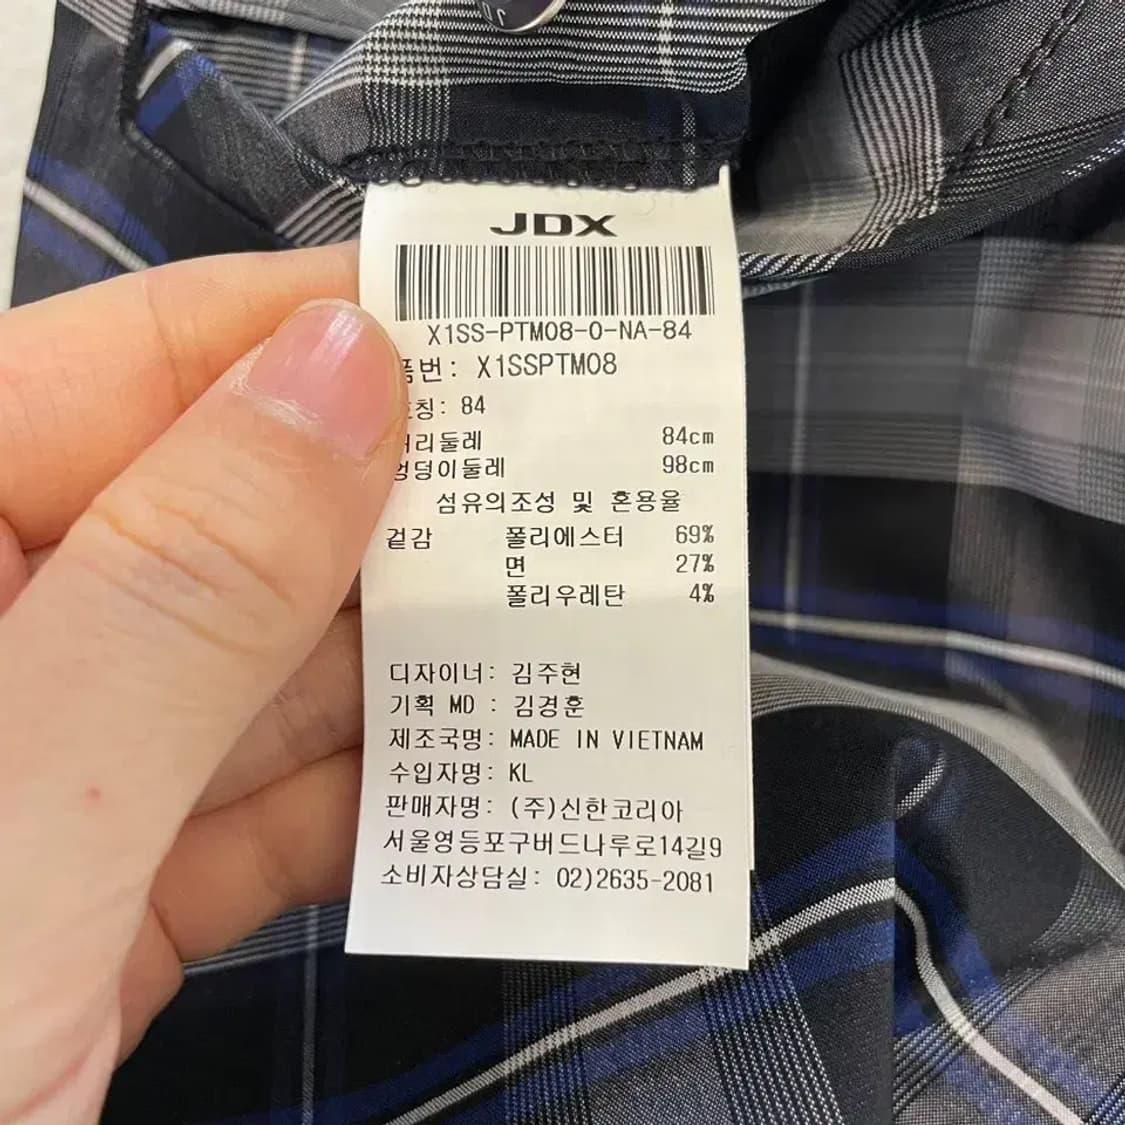 JDX
X1SS-PTM08-0-NA-84
품번: X1SSPTM08
호칭: 84
허리둘레 84cm
엉덩이둘레 98cm
섬유의조성 및 혼용율
겉감 폴리에스터 69%
면 27%
폴리우레탄 4%
디자이너: 김주현
기획 MD : 김경훈
제조국명: MADE IN VIETNAM
수입자명: KL
판매자명: (주)신한코리아
서울영등포구버드나루로14길9
소비자상담실: 02)2635-2081